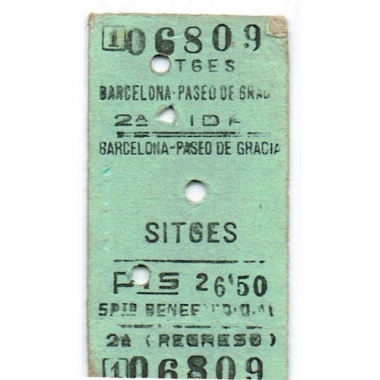 1 06809
SITGES
BARCELONA-PASEO DE GRAC
2ª IDA
BARCELONA-PASEO DE GRACIA
SITGES
PTS 26'50
2ª (REGRESO)
1 06809